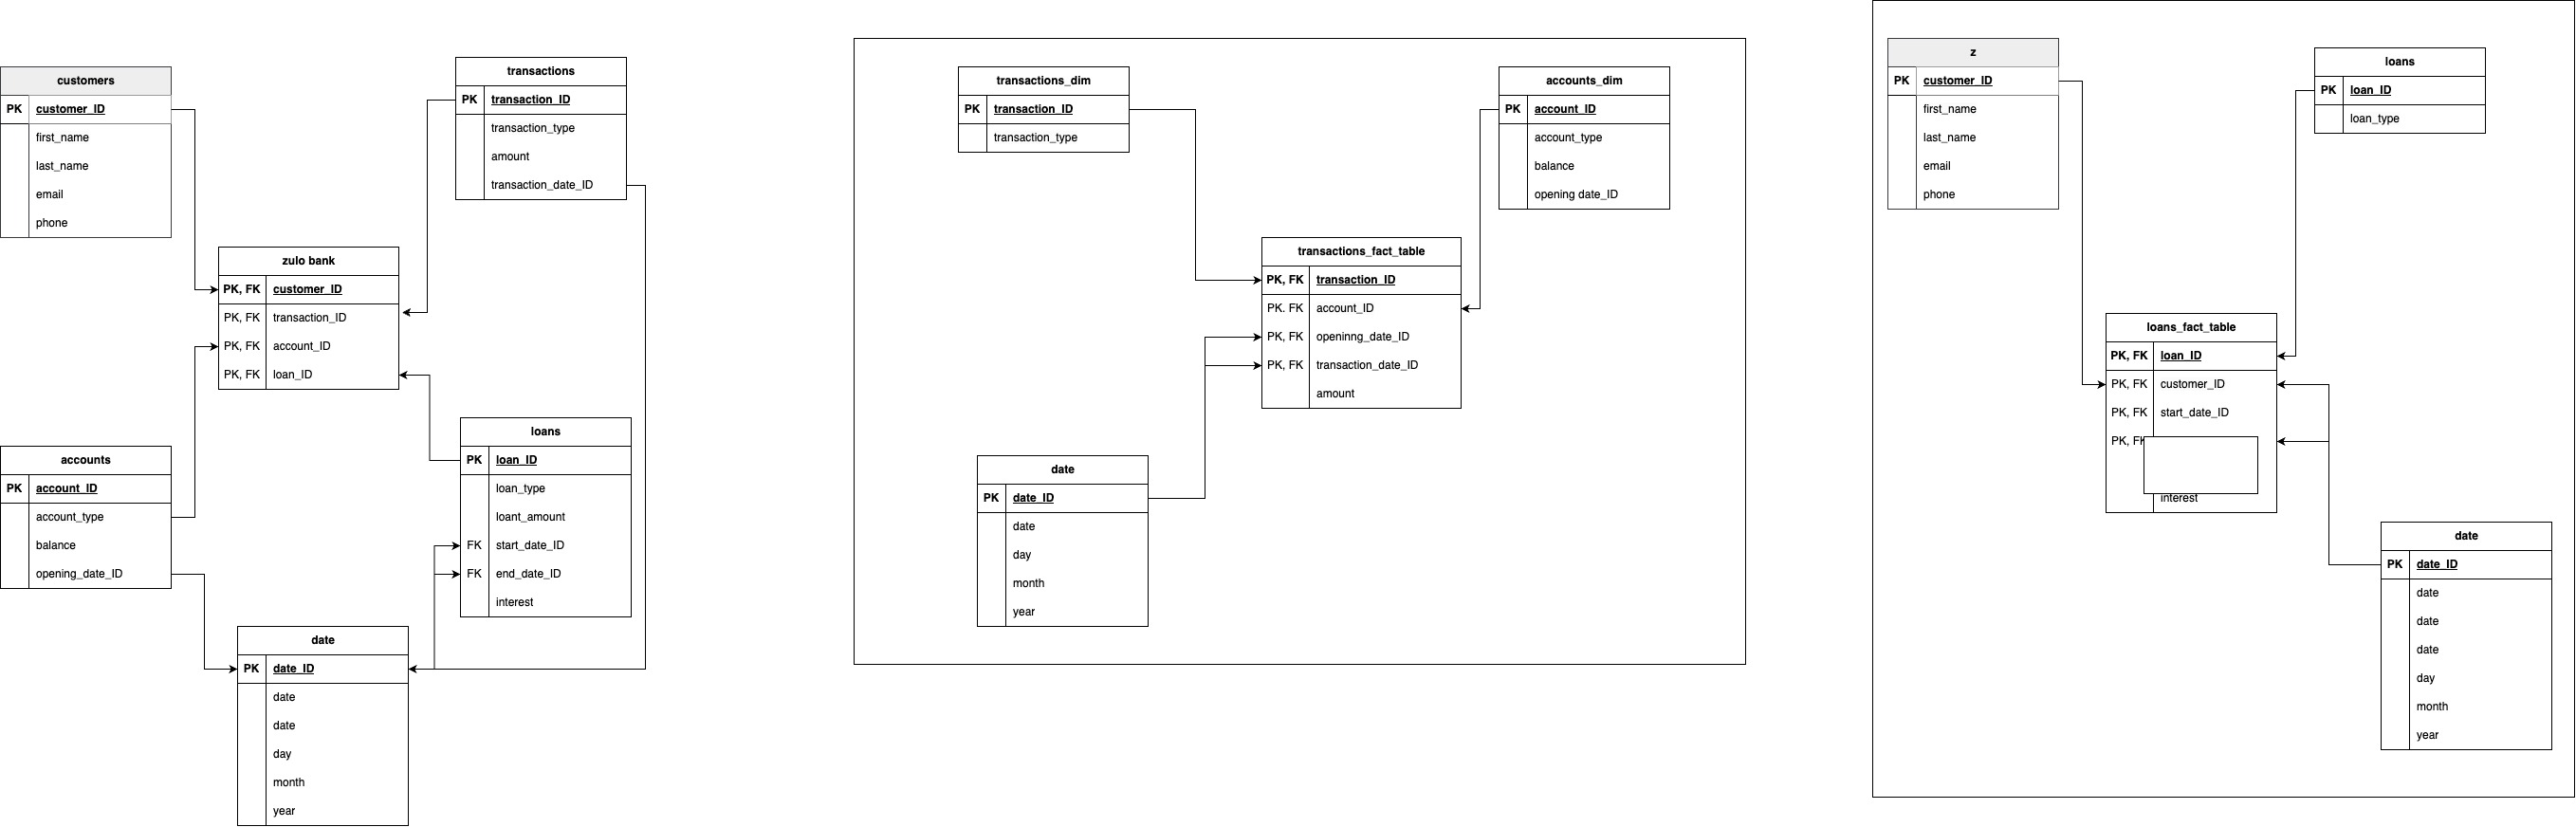 customers
PK customer_ID
first_name
last_name
email
phone
transactions
PK transaction_ID
transaction_type
amount
transaction_date_ID
zulo bank
PK, FK customer_ID
PK, FK transaction_ID
PK, FK account_ID
PK, FK loan_ID
accounts
PK account_ID
account_type
balance
opening_date_ID
loans
PK loan_ID
loan_type
loant_amount
FK start_date_ID
FK end_date_ID
interest
date
PK date_ID
date
date
day
month
year
transactions_dim
PK transaction_ID
transaction_type
accounts_dim
PK account_ID
account_type
balance
opening date_ID
transactions_fact_table
PK, FK transaction_ID
PK. FK account_ID
PK, FK openinng_date_ID
PK, FK transaction_date_ID
amount
date
PK date_ID
date
day
month
year
z
PK customer_ID
first_name
last_name
email
phone
loans
PK loan_ID
loan_type
loans_fact_table
PK, FK loan_ID
PK, FK customer_ID
PK, FK start_date_ID
PK, FK
interest
date
PK date_ID
date
date
date
day
month
year